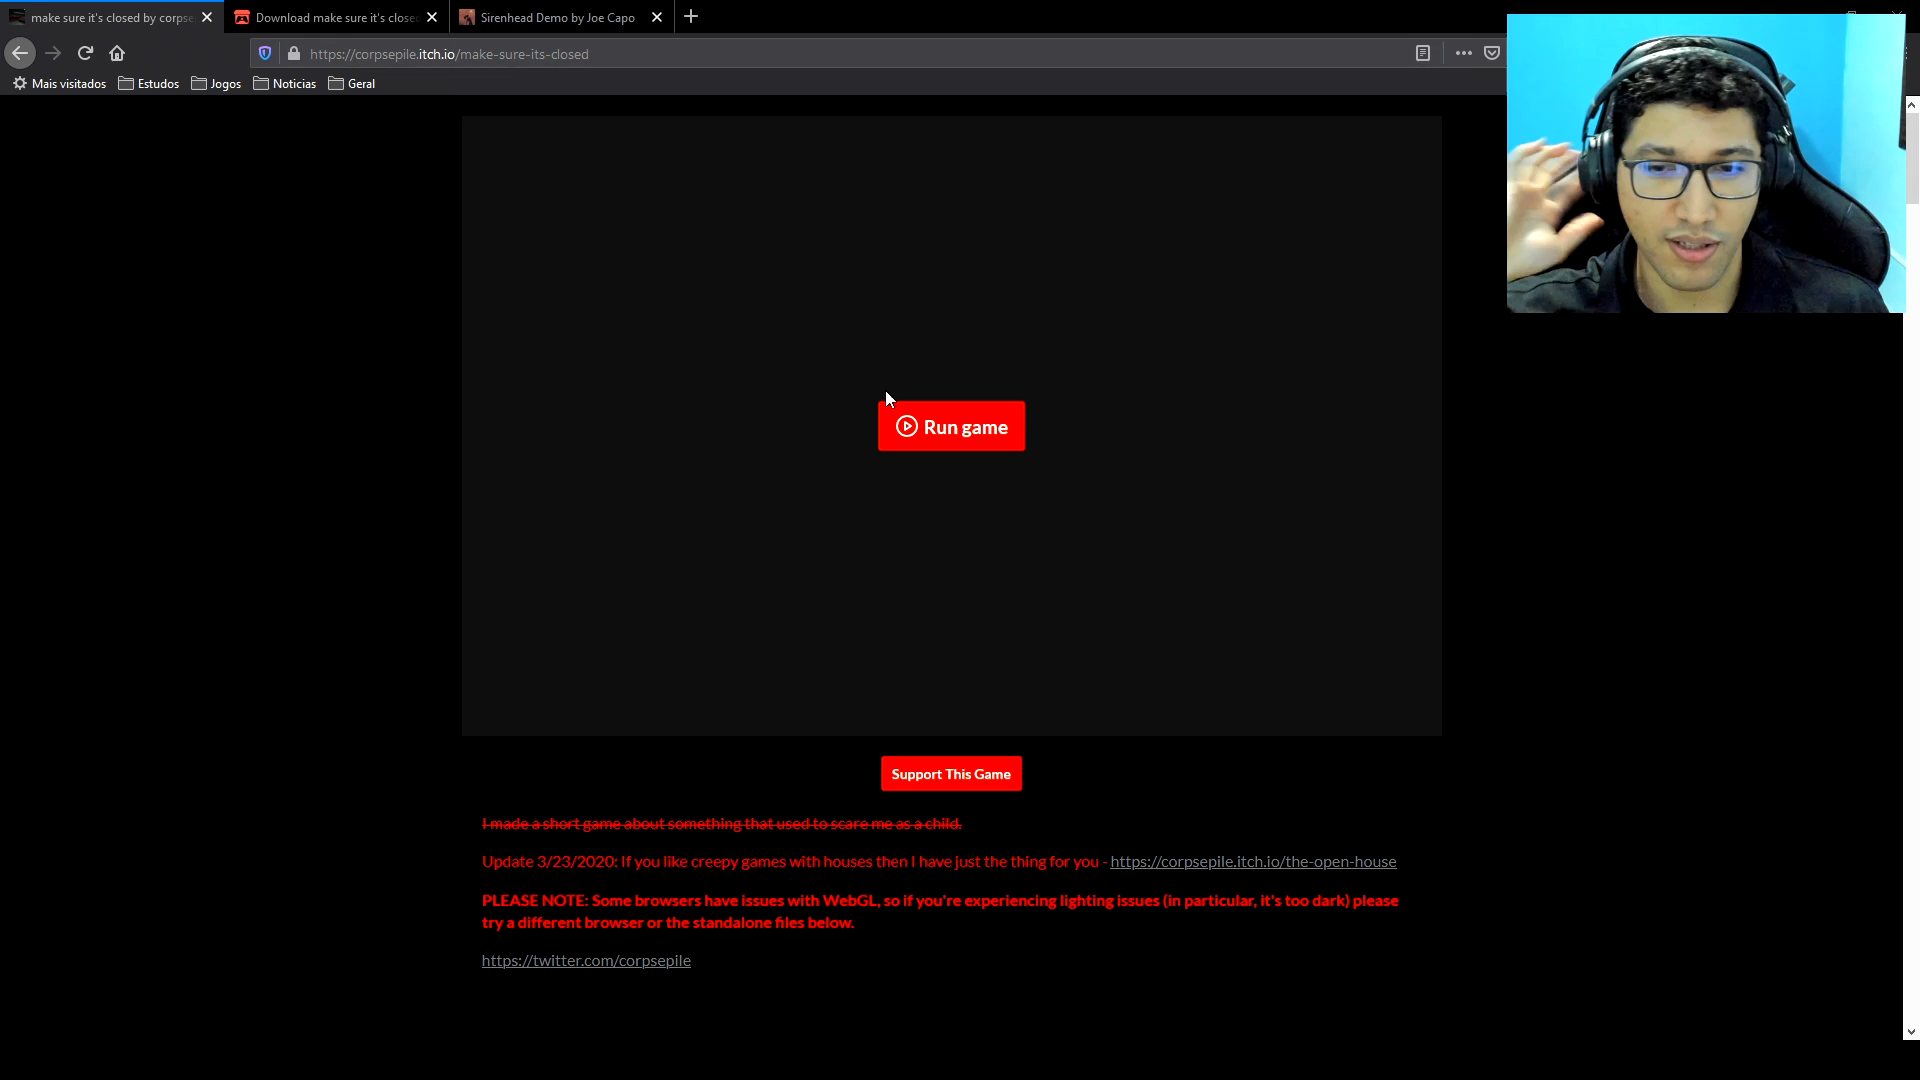 make sure it's closed by corpse
Download make sure it's close
Sirenhead Demo by Joe Capo
https://corpsepile.itch.io/make-sure-its-closed
Mais visitados
Estudos
Jogos
Noticias
Geral
Run game
Support This Game
I made a short game about something that used to scare me as a child.
Update 3/23/2020: If you like creepy games with houses then I have just the thing for you - https://corpsepile.itch.io/the-open-house
PLEASE NOTE: Some browsers have issues with WebGL, so if you're experiencing lighting issues (in particular, it's too dark) please
try a different browser or the standalone files below.
https://twitter.com/corpsepile